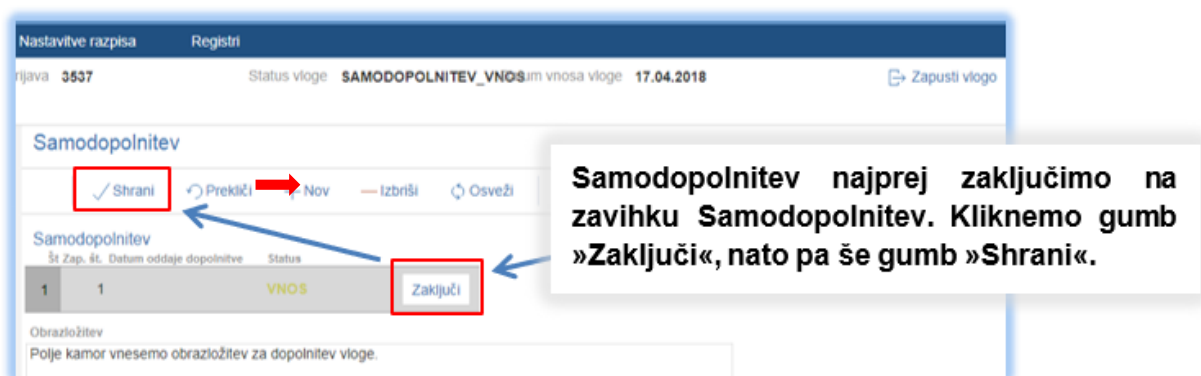 Nastavitve razpisa Registri
rijava 3537 Status vloge SAMODOPOLNITEV_VNOS um vnosa vloge 17.04.2018 Zapusti vlogo
Samodopolnitev
Shrani Prekliči Nov Izbriši Osveži
Samodopolnitev najprej zaključimo na
zavihku Samodopolnitev. Kliknemo gumb
»Zaključi«, nato pa še gumb »Shrani«.
Samodopolnitev
Št Zap. št. Datum oddaje dopolnitve Status
1 1 VNOS Zaključi
Obrazložitev
Polje kamor vnesemo obrazložitev za dopolnitev vloge.